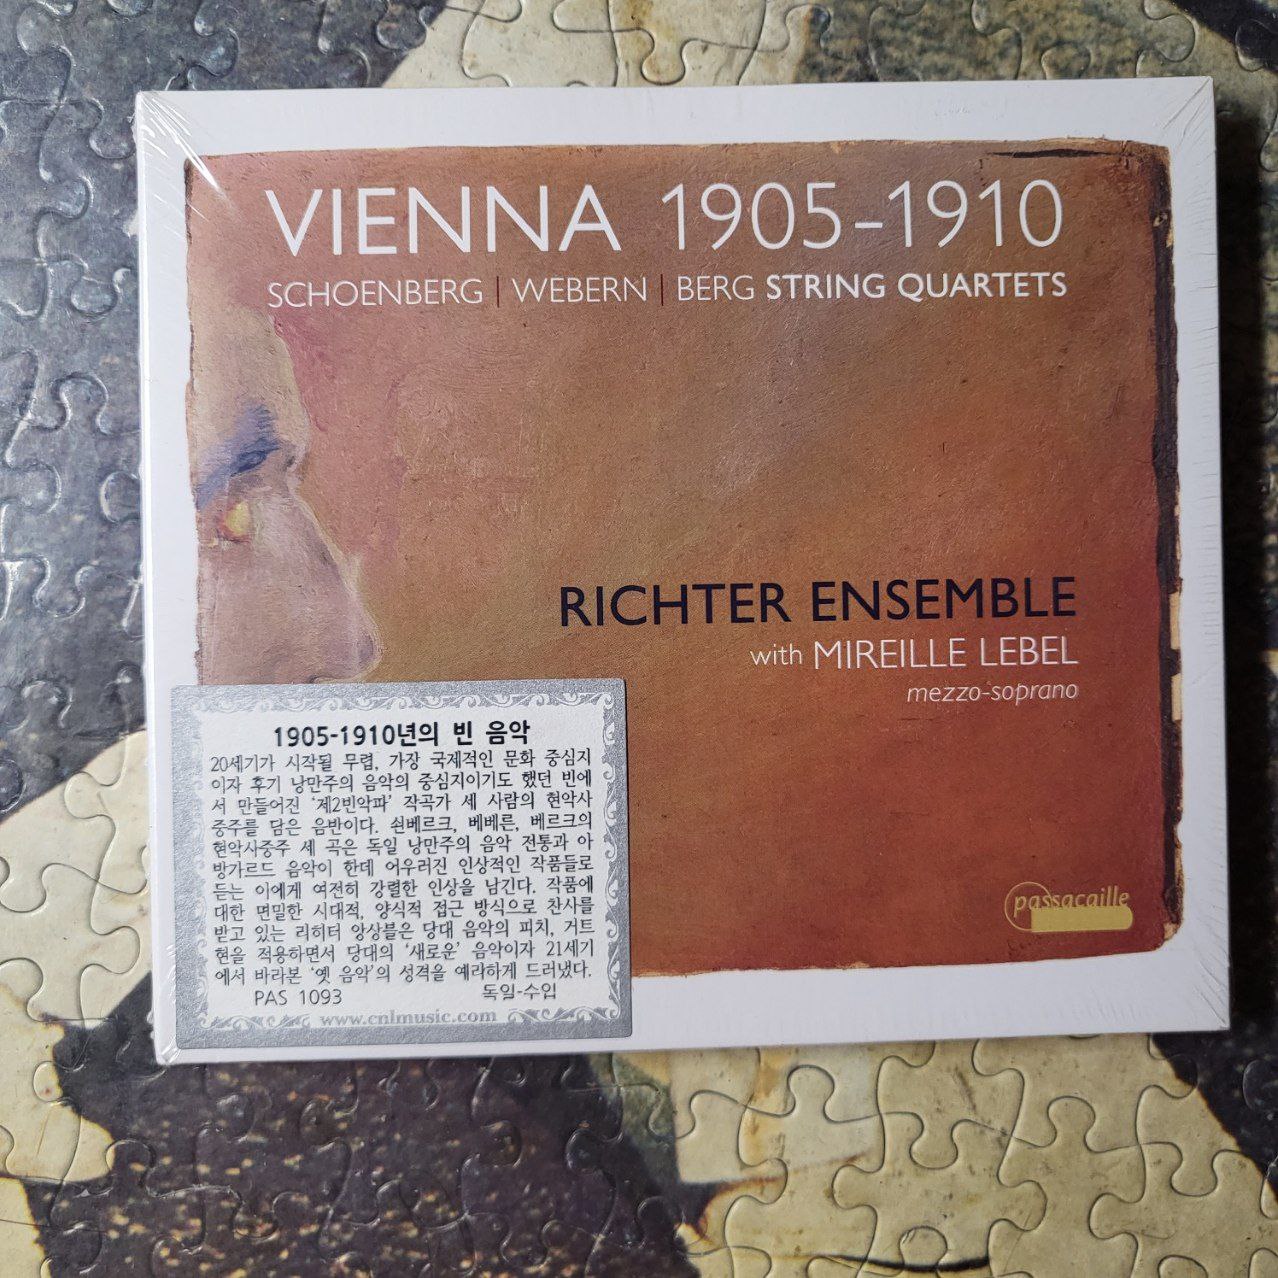 VIENNA 1905-1910
SCHOENBERG | WEBERN | BERG STRING QUARTETS
RICHTER ENSEMBLE
with MIREILLE LEBEL
mezzo-soprano
passacaille
1905-1910년의 빈 음악
20세기가 시작될 무렵, 가장 국제적인 문화 중심지
이자 후기 낭만주의 음악의 중심지이기도 했던 빈에
서 만들어진 '제2빈악파' 작곡가 세 사람의 현악사
중주를 담은 음반이다. 쇤베르크, 베베른, 베르크의
현악사중주 세 곡은 독일 낭만주의 음악 전통과 아
방가르드 음악이 한데 어우러진 인상적인 작품들로
듣는 이에게 여전히 강렬한 인상을 남긴다. 작품에
대한 면밀한 시대적, 양식적 접근 방식으로 찬사를
받고 있는 리히터 앙상블은 당대 음악의 피치, 거트
현을 적용하면서 당대의 '새로운' 음악이자 21세기
에서 바라본 '옛 음악'의 성격을 예리하게 드러냈다.
PAS 1093 독일-수입
www.cnlmusic.com